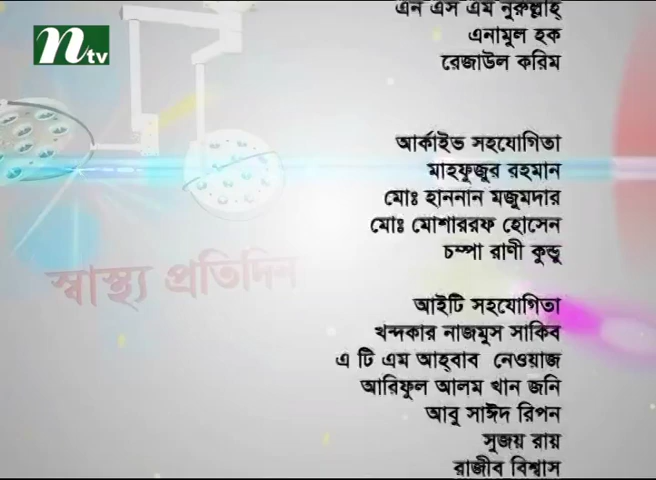 ntv
এন এস এম নুরুল্লাহ্
এনামুল হক
রেজাউল করিম
আর্কাইভ সহযোগিতা
মাহফুজুর রহমান
মোঃ হাননান মজুমদার
মোঃ মোশাররফ হোসেন
চম্পা রাণী কুন্ডু
স্বাস্থ্য প্রতিদিন
আইটি সহযোগিতা
খন্দকার নাজমুস সাকিব
এ টি এম আহ্‌বাব নেওয়াজ
আরিফুল আলম খান জনি
আবু সাঈদ রিপন
সুজয় রায়
রাজীব বিশ্বাস